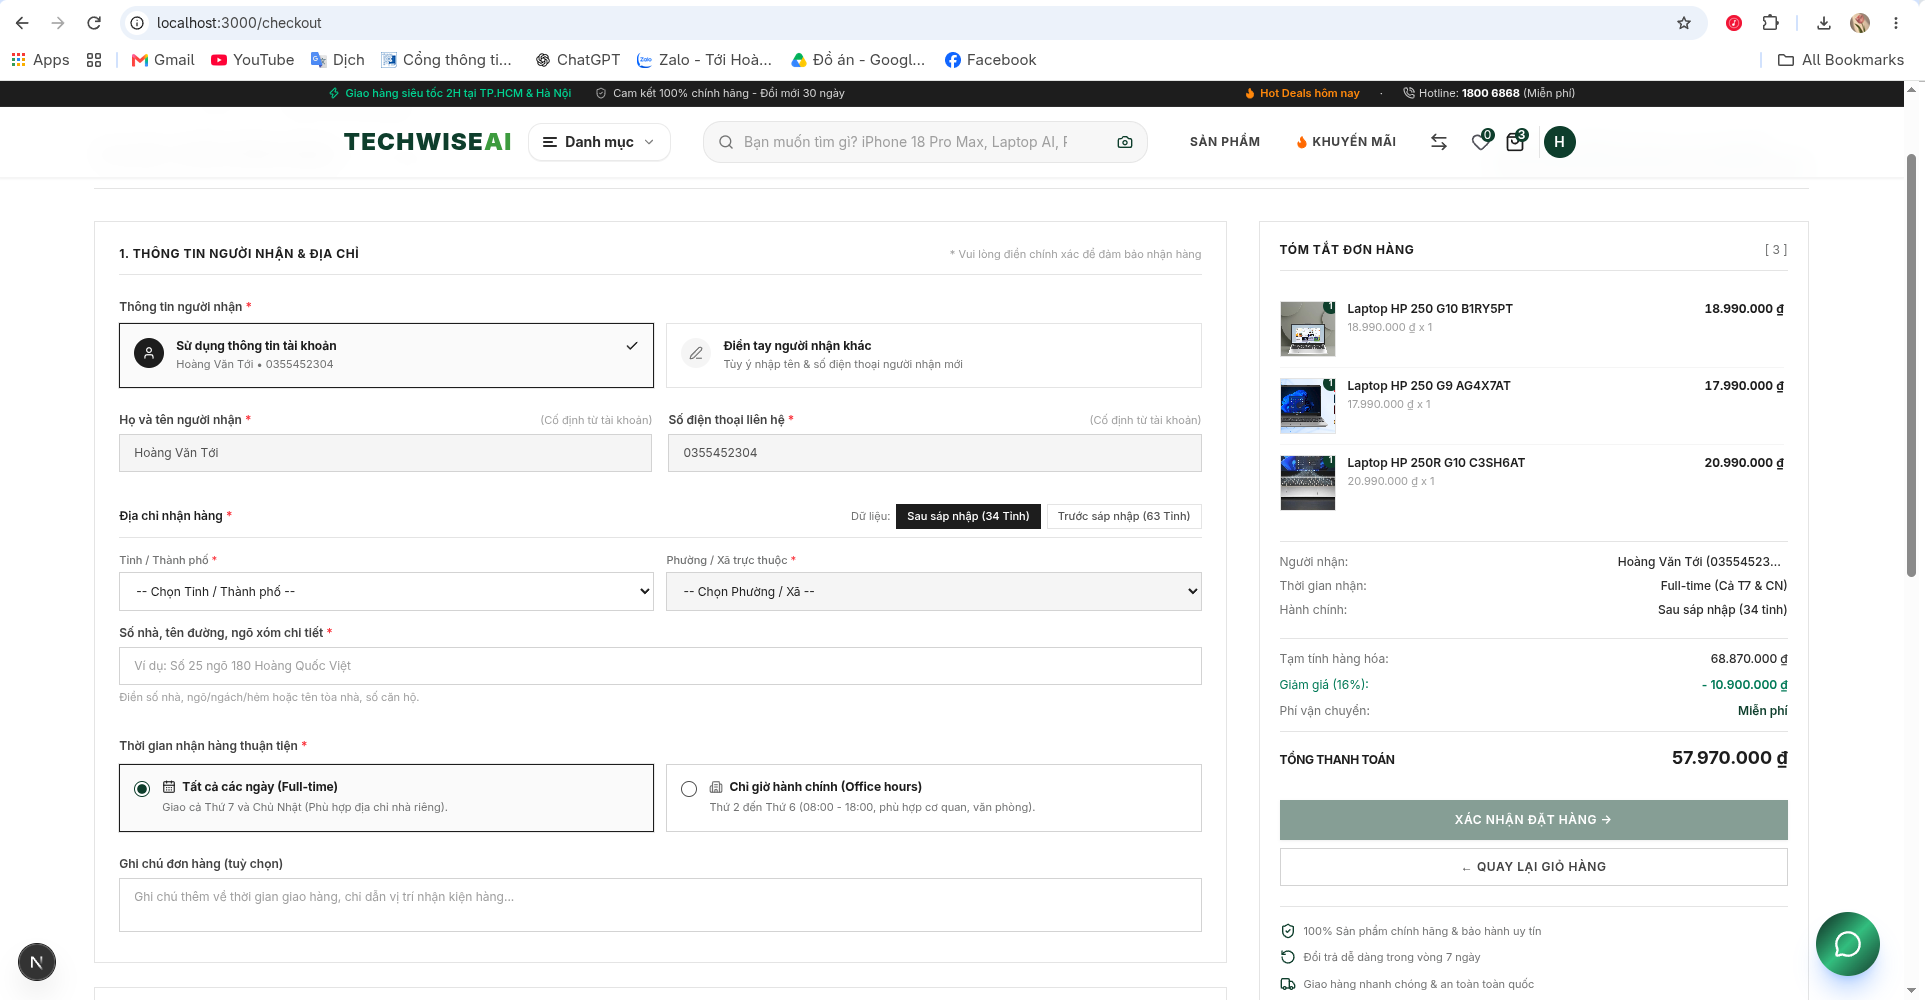 localhost:3000/checkout
Apps
Gmail
YouTube
Dịch
Cổng thông ti...
ChatGPT
Zalo - Tới Hoà...
Đồ án - Googl...
Facebook
All Bookmarks
Giao hàng siêu tốc 2H tại TP.HCM & Hà Nội
Cam kết 100% chính hãng - Đổi mới 30 ngày
Hot Deals hôm nay
·
Hotline: 1800 6868 (Miễn phí)
TECHWISEAI
Danh mục
Bạn muốn tìm gì? iPhone 18 Pro Max, Laptop AI, F
SẢN PHẨM
KHUYẾN MÃI
0
3
H
1. THÔNG TIN NGƯỜI NHẬN & ĐỊA CHỈ
* Vui lòng điền chính xác để đảm bảo nhận hàng
Thông tin người nhận *
Sử dụng thông tin tài khoản
Hoàng Văn Tới • 0355452304
Điền tay người nhận khác
Tùy ý nhập tên & số điện thoại người nhận mới
Họ và tên người nhận *
(Cố định từ tài khoản)
Số điện thoại liên hệ *
(Cố định từ tài khoản)
Hoàng Văn Tới
0355452304
Địa chỉ nhận hàng *
Dữ liệu:
Sau sáp nhập (34 Tỉnh)
Trước sáp nhập (63 Tỉnh)
Tỉnh / Thành phố *
Phường / Xã trực thuộc *
-- Chọn Tỉnh / Thành phố --
-- Chọn Phường / Xã --
Số nhà, tên đường, ngõ xóm chi tiết *
Ví dụ: Số 25 ngõ 180 Hoàng Quốc Việt
Điền số nhà, ngõ/ngách/hẻm hoặc tên tòa nhà, số căn hộ.
Thời gian nhận hàng thuận tiện *
Tất cả các ngày (Full-time)
Giao cả Thứ 7 và Chủ Nhật (Phù hợp địa chỉ nhà riêng).
Chỉ giờ hành chính (Office hours)
Thứ 2 đến Thứ 6 (08:00 - 18:00, phù hợp cơ quan, văn phòng).
Ghi chú đơn hàng (tuỳ chọn)
Ghi chú thêm về thời gian giao hàng, chỉ dẫn vị trí nhận kiện hàng...
N
TÓM TẮT ĐƠN HÀNG
[ 3 ]
1
Laptop HP 250 G10 B1RY5PT
18.990.000 ₫
18.990.000 ₫ x 1
1
Laptop HP 250 G9 AG4X7AT
17.990.000 ₫
17.990.000 ₫ x 1
1
Laptop HP 250R G10 C3SH6AT
20.990.000 ₫
20.990.000 ₫ x 1
Người nhận:
Hoàng Văn Tới (03554523...
Thời gian nhận:
Full-time (Cả T7 & CN)
Hành chính:
Sau sáp nhập (34 tỉnh)
Tạm tính hàng hóa:
68.870.000 ₫
Giảm giá (16%):
- 10.900.000 ₫
Phí vận chuyển:
Miễn phí
TỔNG THANH TOÁN
57.970.000 ₫
XÁC NHẬN ĐẶT HÀNG →
← QUAY LẠI GIỎ HÀNG
100% Sản phẩm chính hãng & bảo hành uy tín
Đổi trả dễ dàng trong vòng 7 ngày
Giao hàng nhanh chóng & an toàn toàn quốc